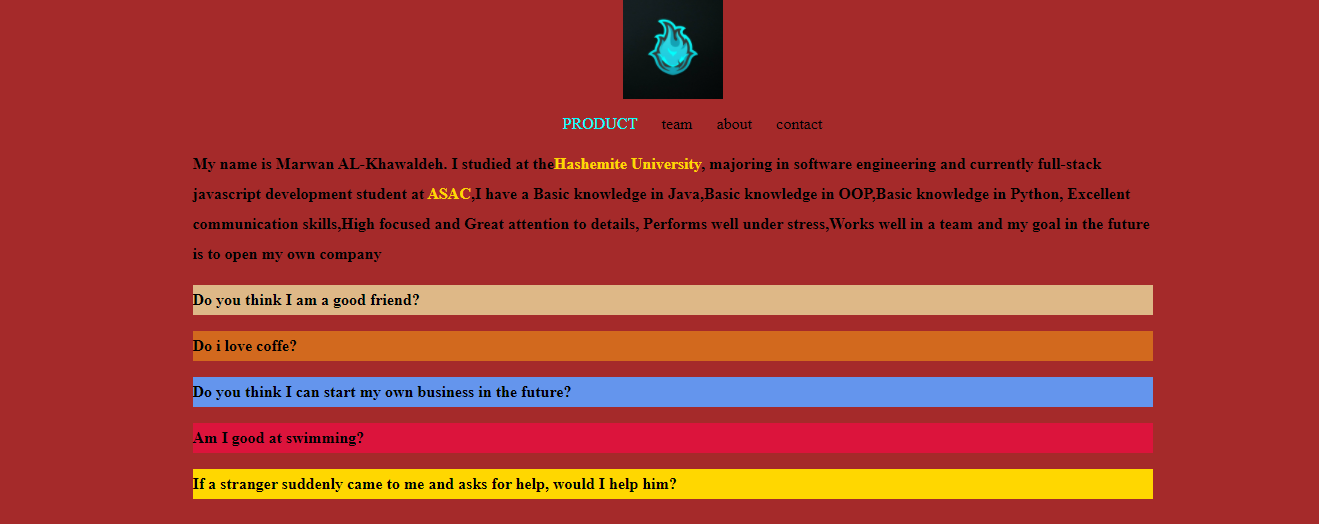 PRODUCT team about contact
My name is Marwan AL-Khawaldeh. I studied at theHashemite University, majoring in software engineering and currently full-stack
javascript development student at ASAC,I have a Basic knowledge in Java,Basic knowledge in OOP,Basic knowledge in Python, Excellent
communication skills,High focused and Great attention to details, Performs well under stress,Works well in a team and my goal in the future
is to open my own company
Do you think I am a good friend?
Do i love coffe?
Do you think I can start my own business in the future?
Am I good at swimming?
If a stranger suddenly came to me and asks for help, would I help him?